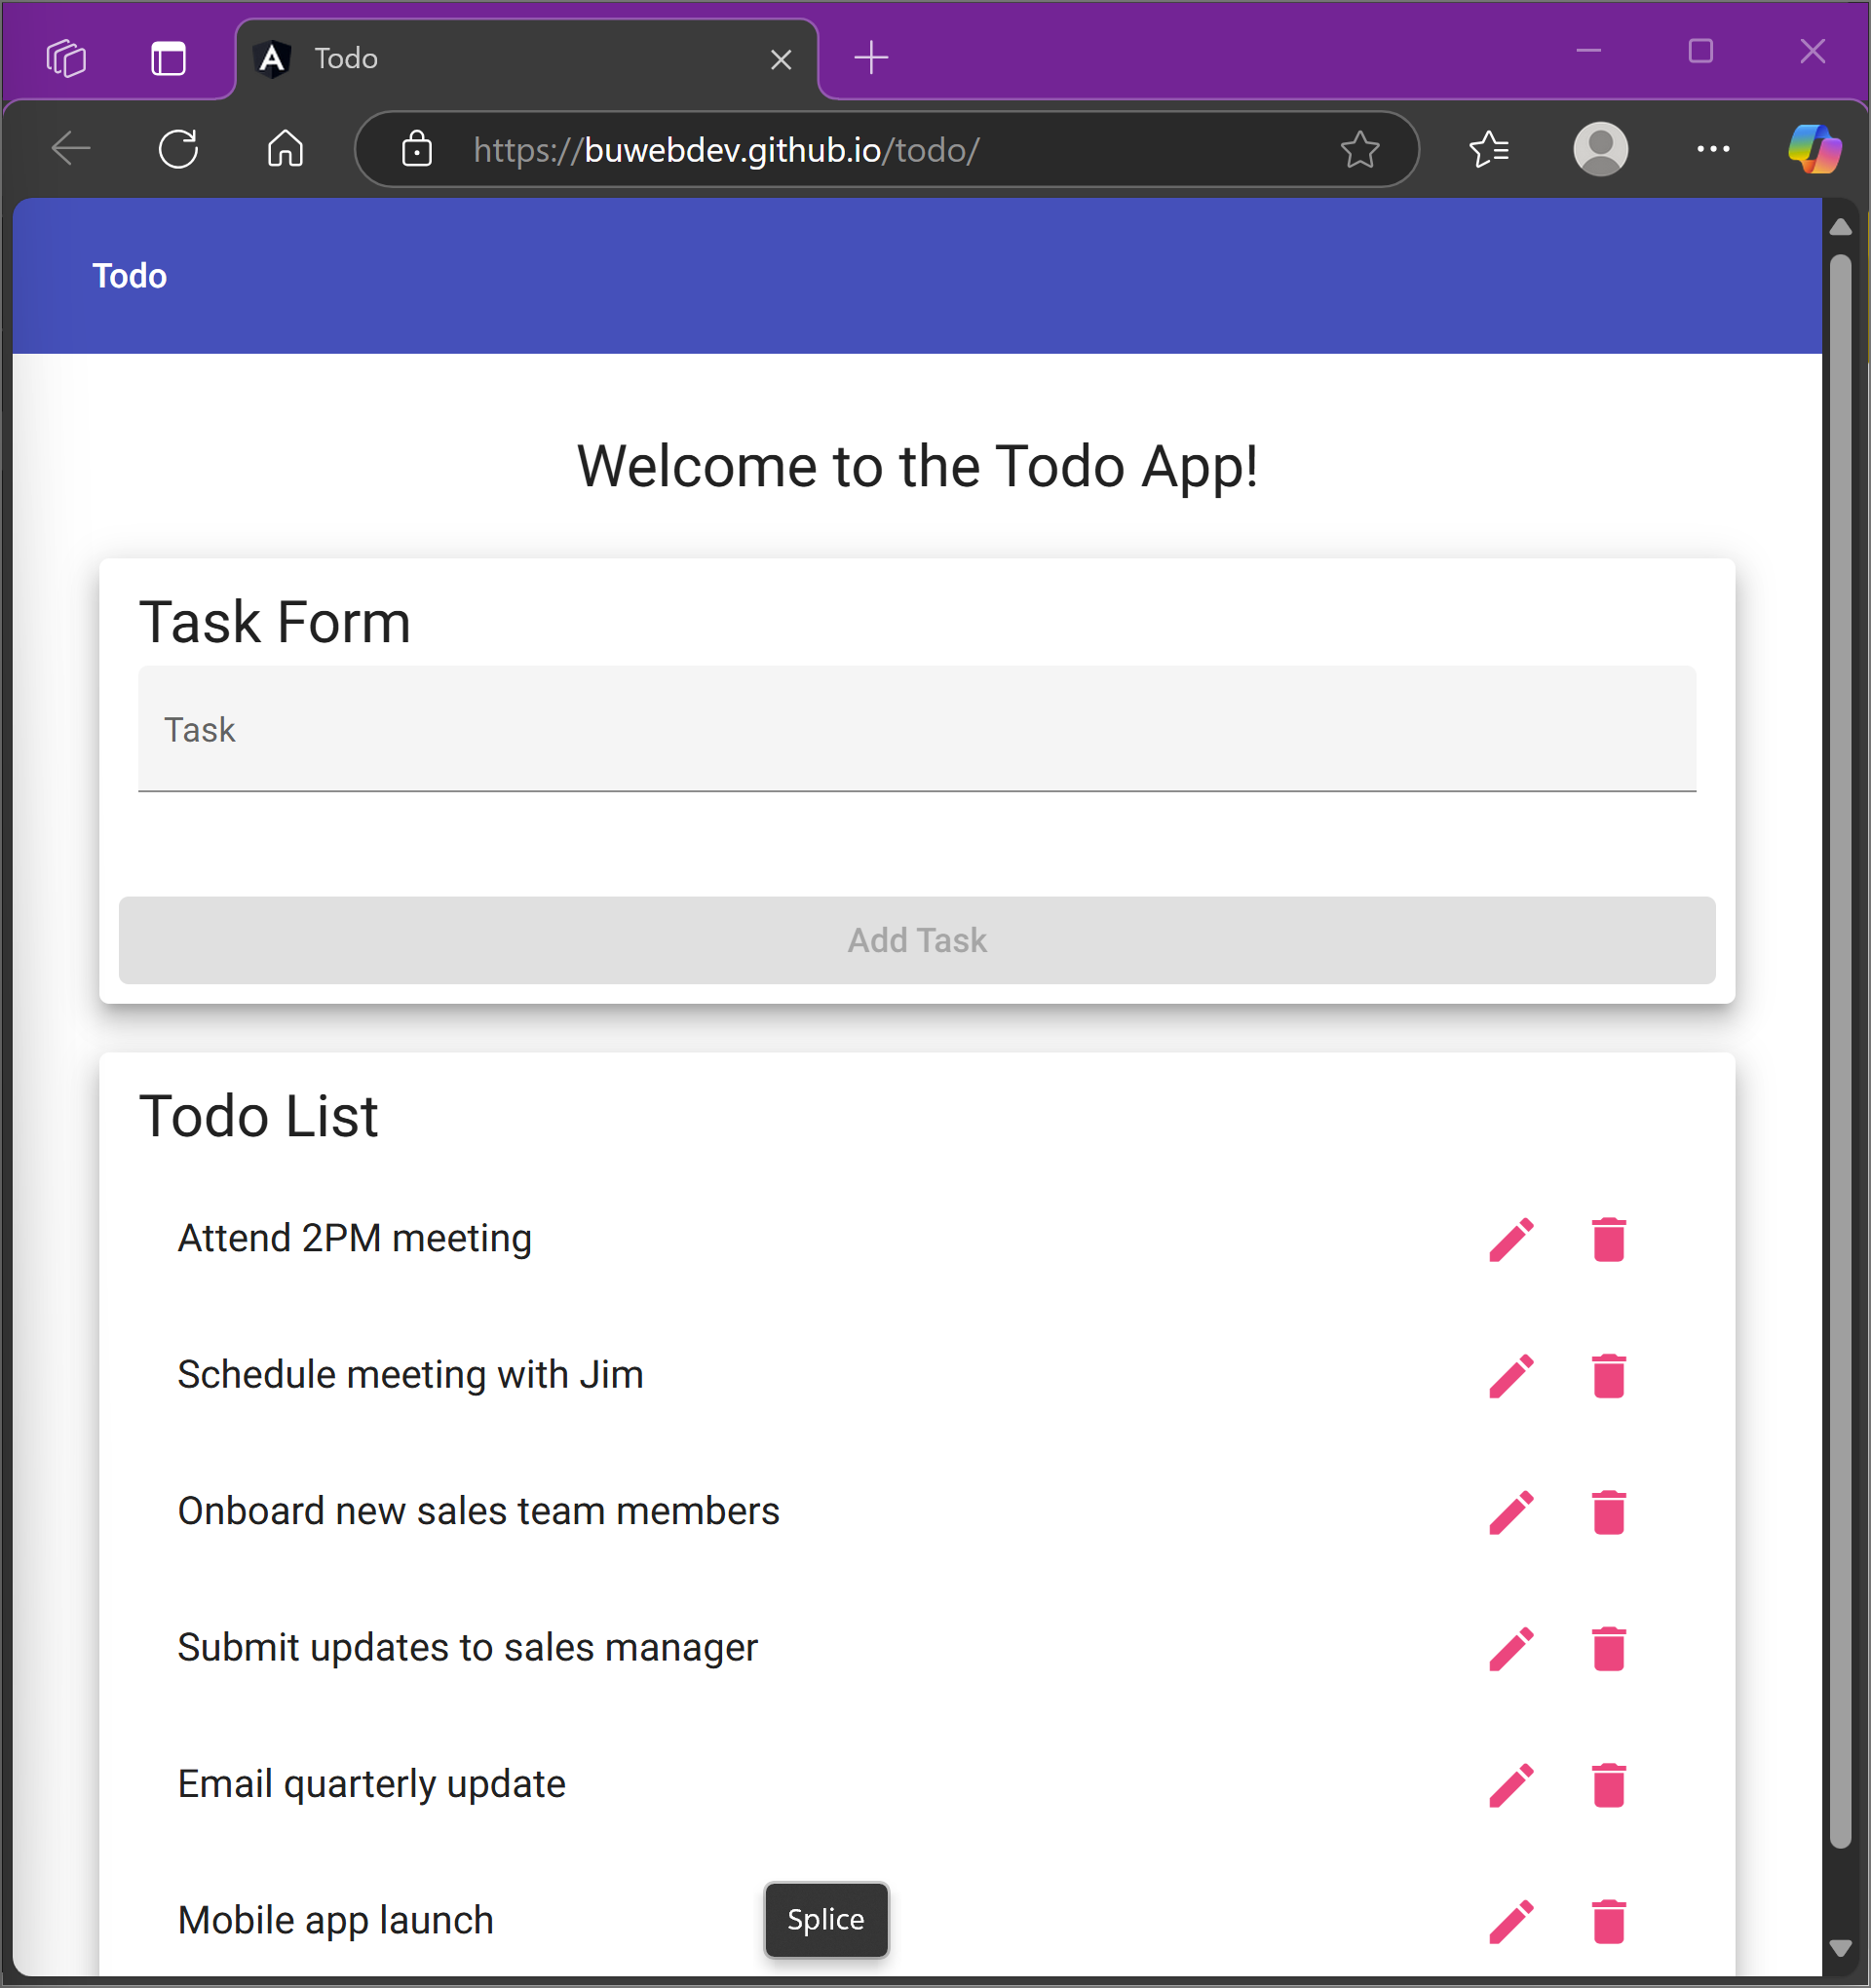 Todo
https://buwebdev.github.io/todo/
Todo
Welcome to the Todo App!
Task Form
Task
Add Task
Todo List
Attend 2PM meeting
Schedule meeting with Jim
Onboard new sales team members
Submit updates to sales manager
Email quarterly update
Mobile app launch
Splice